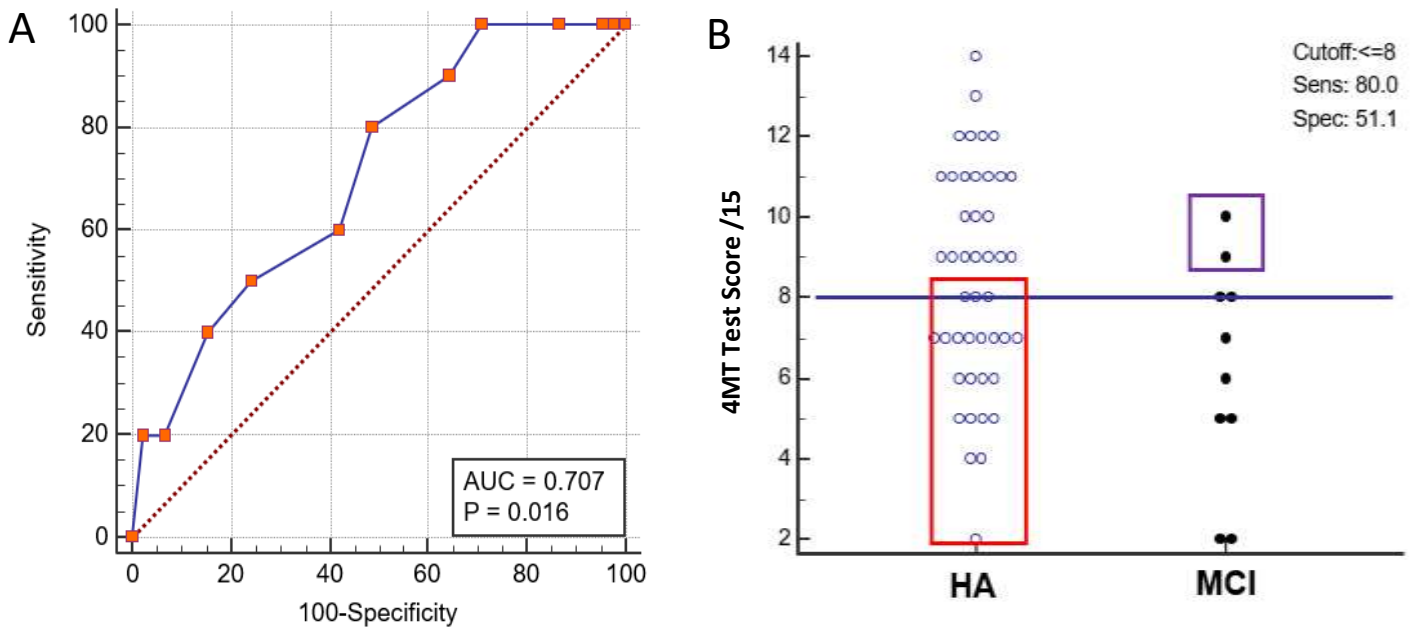 A
100
80
60
40
20
0
Sensitivity
0 20 40 60 80 100
100-Specificity
AUC = 0.707
P = 0.016
B
14
12
10
8
6
4
2
4MT Test Score /15
Cutoff:<=8
Sens: 80.0
Spec: 51.1
HA MCI